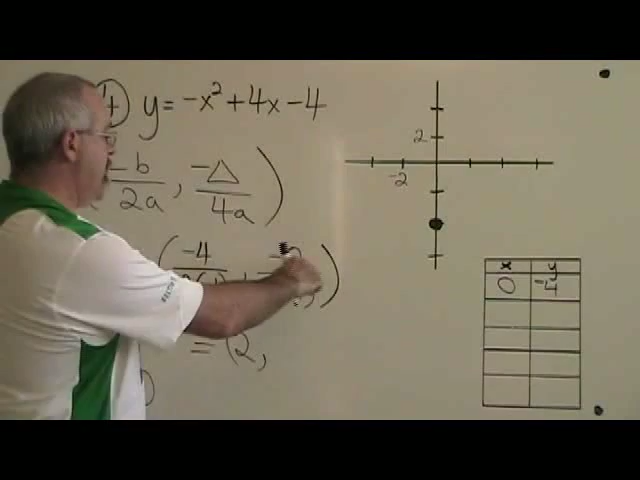 4 y = -x² + 4x - 4
-b/2a , -△/4a )
( -4
= (2,
2
-2
x y
0 -4